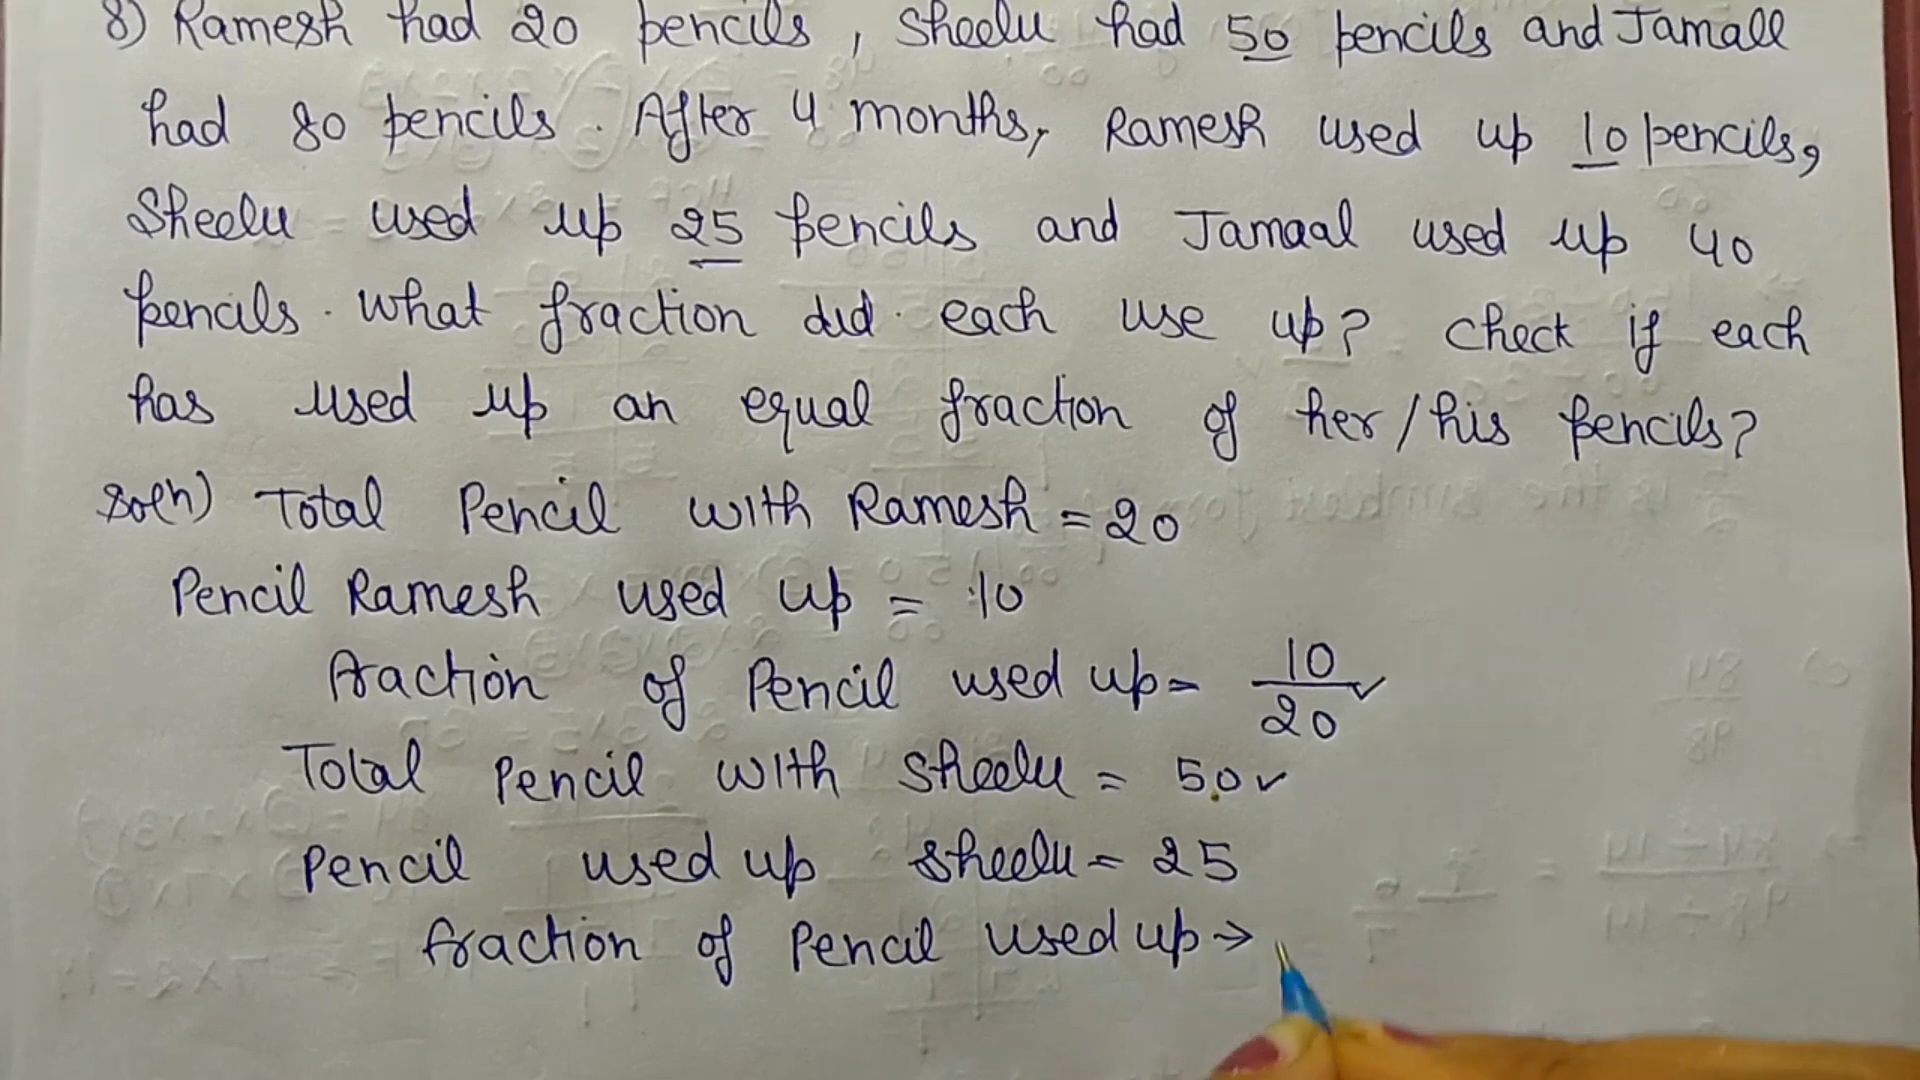 8) Ramesh had 20 pencils, Sheelu had 50 pencils and Jamall
had 80 pencils. After 4 months, Ramesh used up 10 pencils,
Sheelu used up 25 pencils and Jamaal used up 40
pencils. What fraction did each use up? Check if each
has used up an equal fraction of her/his pencils?
Soln) Total Pencil with Ramesh = 20
Pencil Ramesh used up = 10
fraction of Pencil used up = 10/20 ✓
Total Pencil with Sheelu = 50 ✓
Pencil used up Sheelu = 25
fraction of Pencil used up →